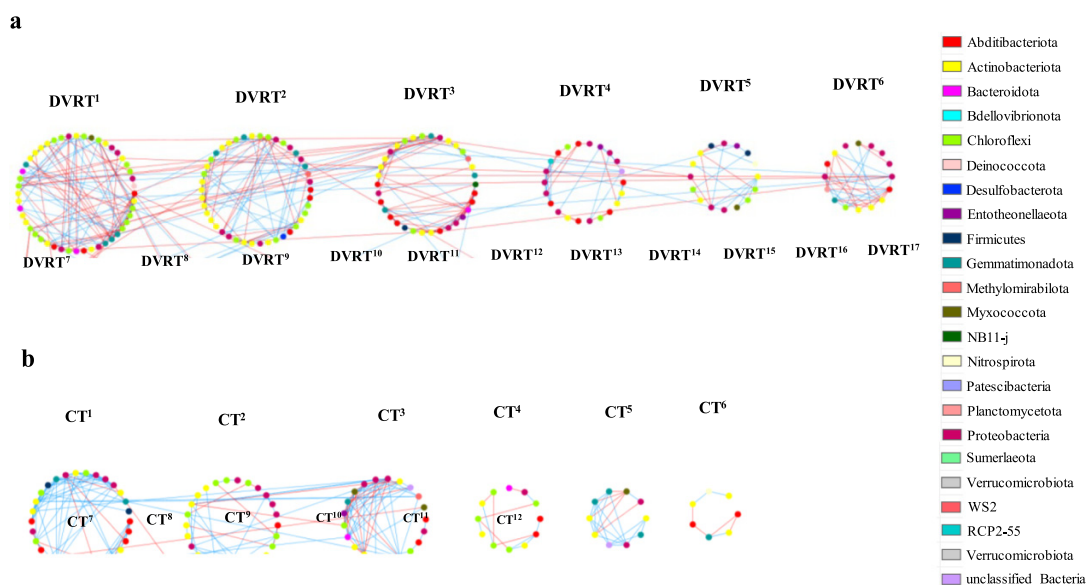 a
DVRT¹ DVRT² DVRT³ DVRT⁴ DVRT⁵ DVRT⁶
DVRT⁷ DVRT⁸ DVRT⁹ DVRT¹⁰ DVRT¹¹ DVRT¹² DVRT¹³ DVRT¹⁴ DVRT¹⁵ DVRT¹⁶ DVRT¹⁷
b
CT¹ CT² CT³ CT⁴ CT⁵ CT⁶
CT⁷ CT⁸ CT⁹ CT¹⁰ CT¹¹ CT¹²
Abditibacteriota
Actinobacteriota
Bacteroidota
Bdellovibrionota
Chloroflexi
Deinococcota
Desulfobacterota
Entotheonellaeota
Firmicutes
Gemmatimonadota
Methylomirabilota
Myxococcota
NB11-j
Nitrospirota
Patescibacteria
Planctomycetota
Proteobacteria
Sumerlaeota
Verrucomicrobiota
WS2
RCP2-55
Verrucomicrobiota
unclassified_Bacteria